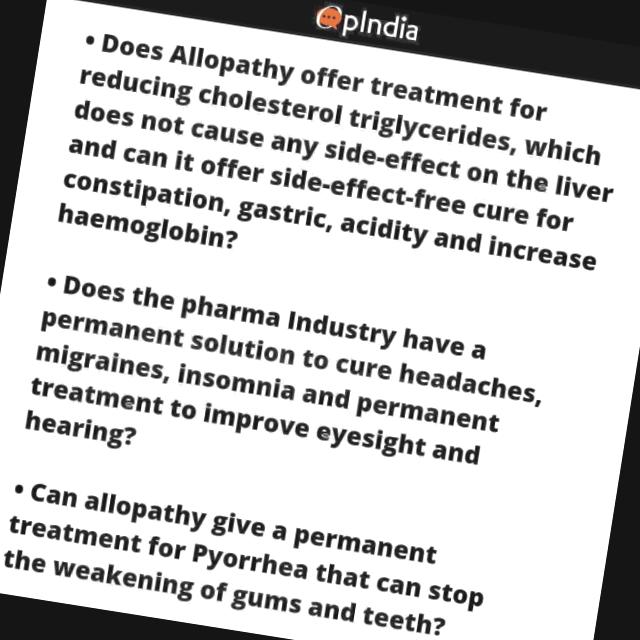 OpIndia
• Does Allopathy offer treatment for
reducing cholesterol triglycerides, which
does not cause any side-effect on the liver
and can it offer side-effect-free cure for
constipation, gastric, acidity and increase
haemoglobin?
• Does the pharma Industry have a
permanent solution to cure headaches,
migraines, insomnia and permanent
treatment to improve eyesight and
hearing?
• Can allopathy give a permanent
treatment for Pyorrhea that can stop
the weakening of gums and teeth?